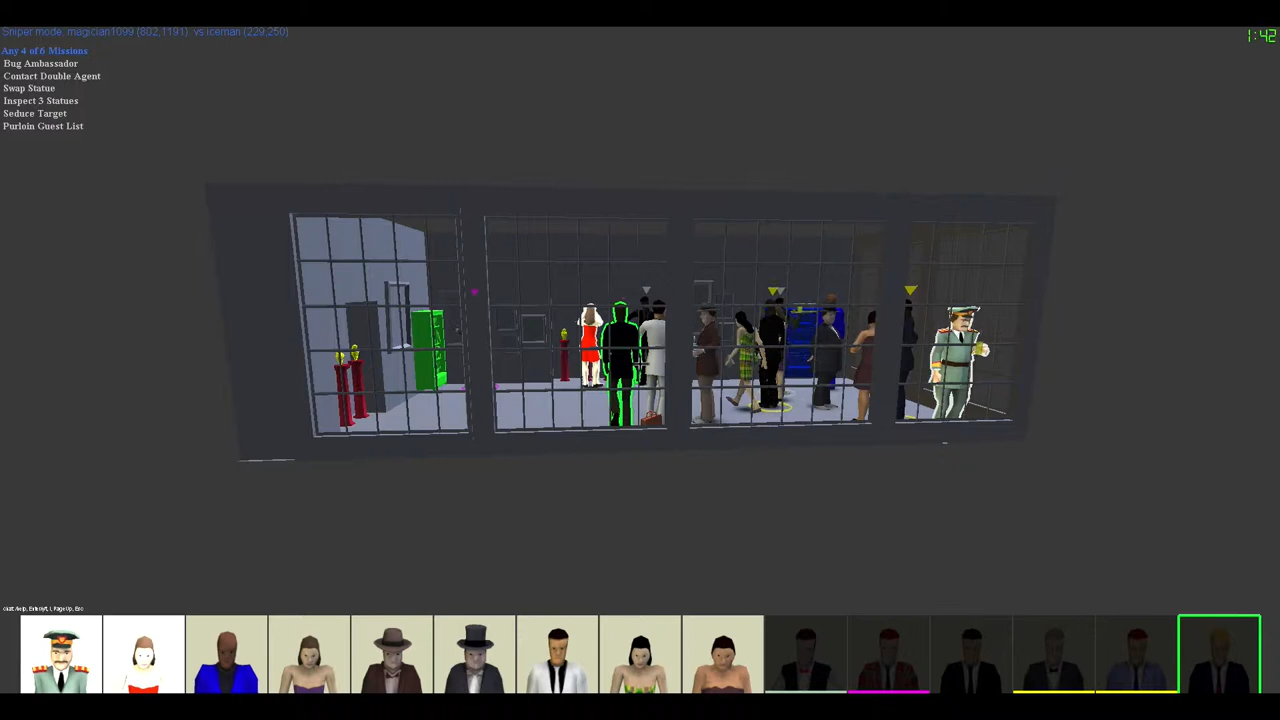 Sniper mode: magician1099 (802,1191) vs iceman (229,250)
1:42
Any 4 of 6 Missions
Bug Ambassador
Contact Double Agent
Swap Statue
Inspect 3 Statues
Seduce Target
Purloin Guest List